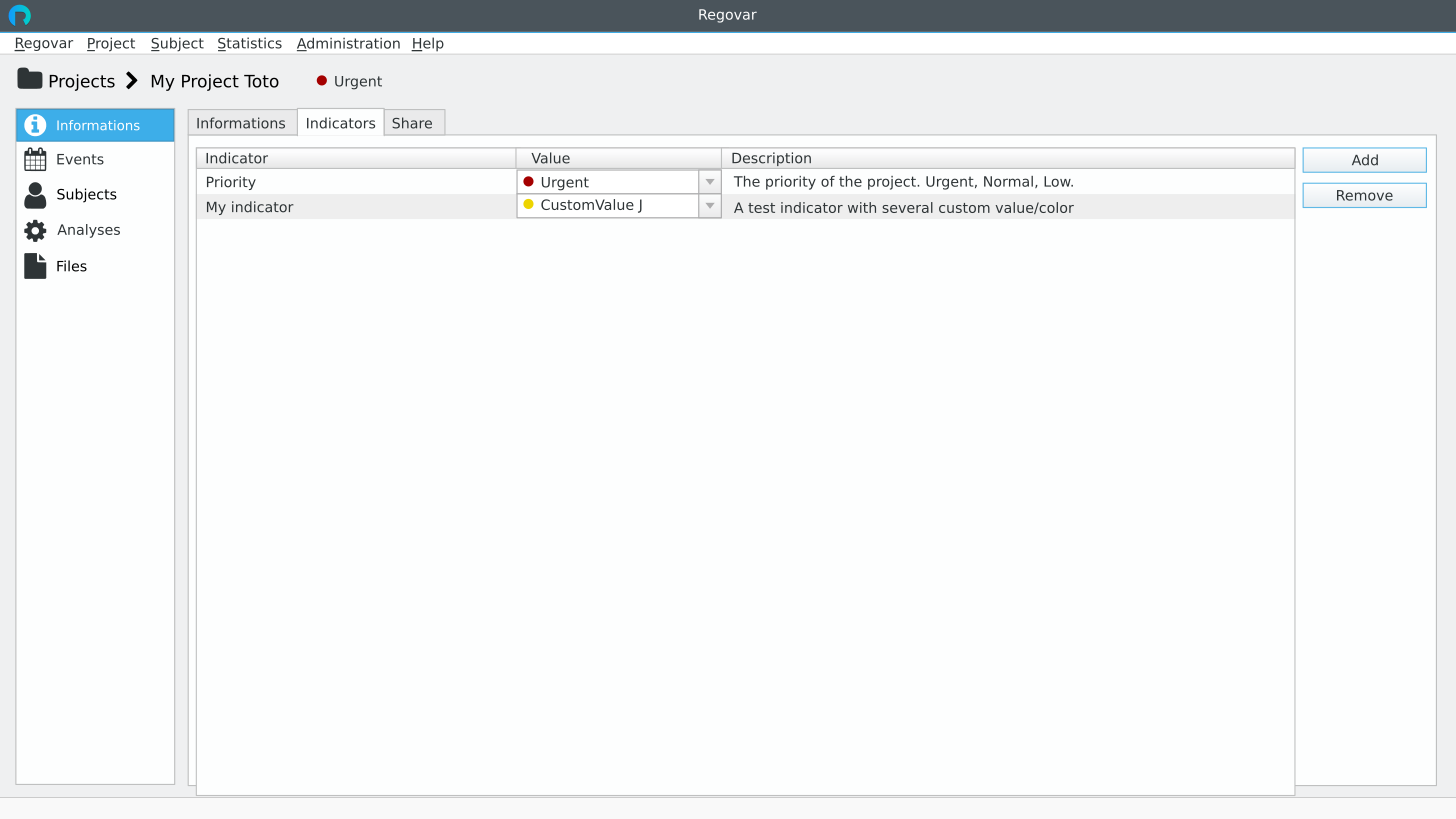 Regovar
Regovar Project Subject Statistics Administration Help
Projects My Project Toto Urgent
Informations
Events
Subjects
Analyses
Files
Informations Indicators Share
Indicator Value Description
Priority Urgent The priority of the project. Urgent, Normal, Low.
My indicator CustomValue J A test indicator with several custom value/color
Add
Remove